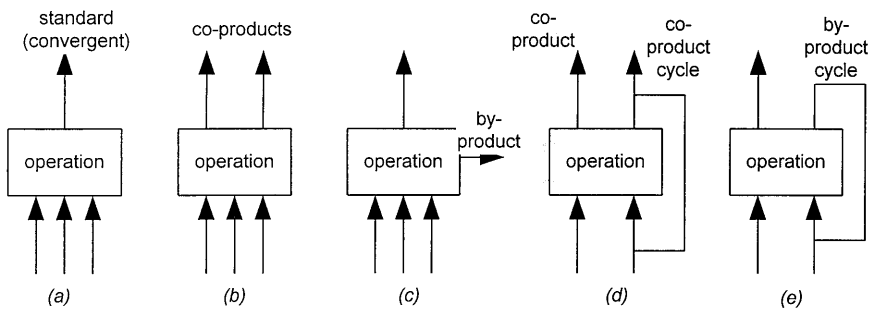 standard
(convergent)
operation
(a)
co-products
operation
(b)
operation
by-
product
(c)
co-
product
co-
product
cycle
operation
(d)
by-
product
cycle
operation
(e)